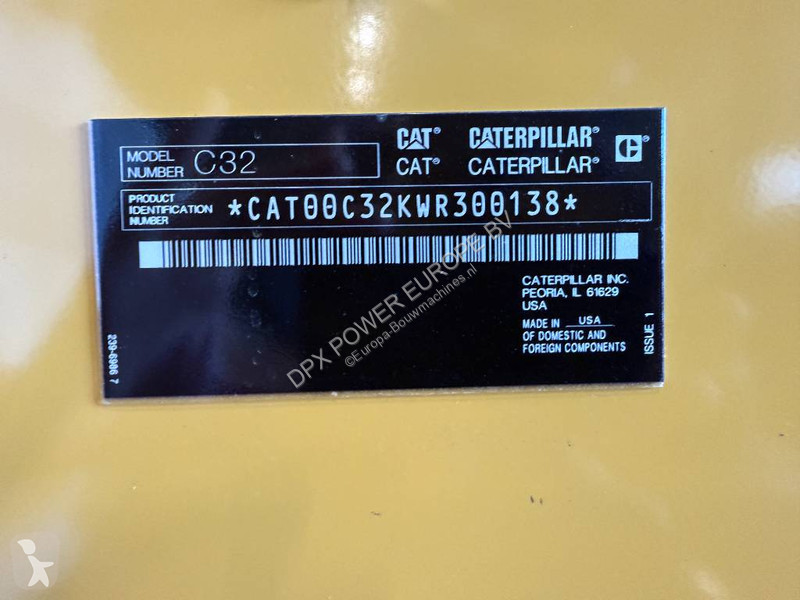 CAT® CATERPILLAR® C
CAT® CATERPILLAR®
MODEL NUMBER C32
PRODUCT IDENTIFICATION NUMBER *CAT00C32KWR300138*
CATERPILLAR INC.
PEORIA, IL 61629
USA
MADE IN USA
OF DOMESTIC AND
FOREIGN COMPONENTS
ISSUE 1
239-6986 7
DPX POWER EUROPE BV
©Europa-Bouwmachines.nl